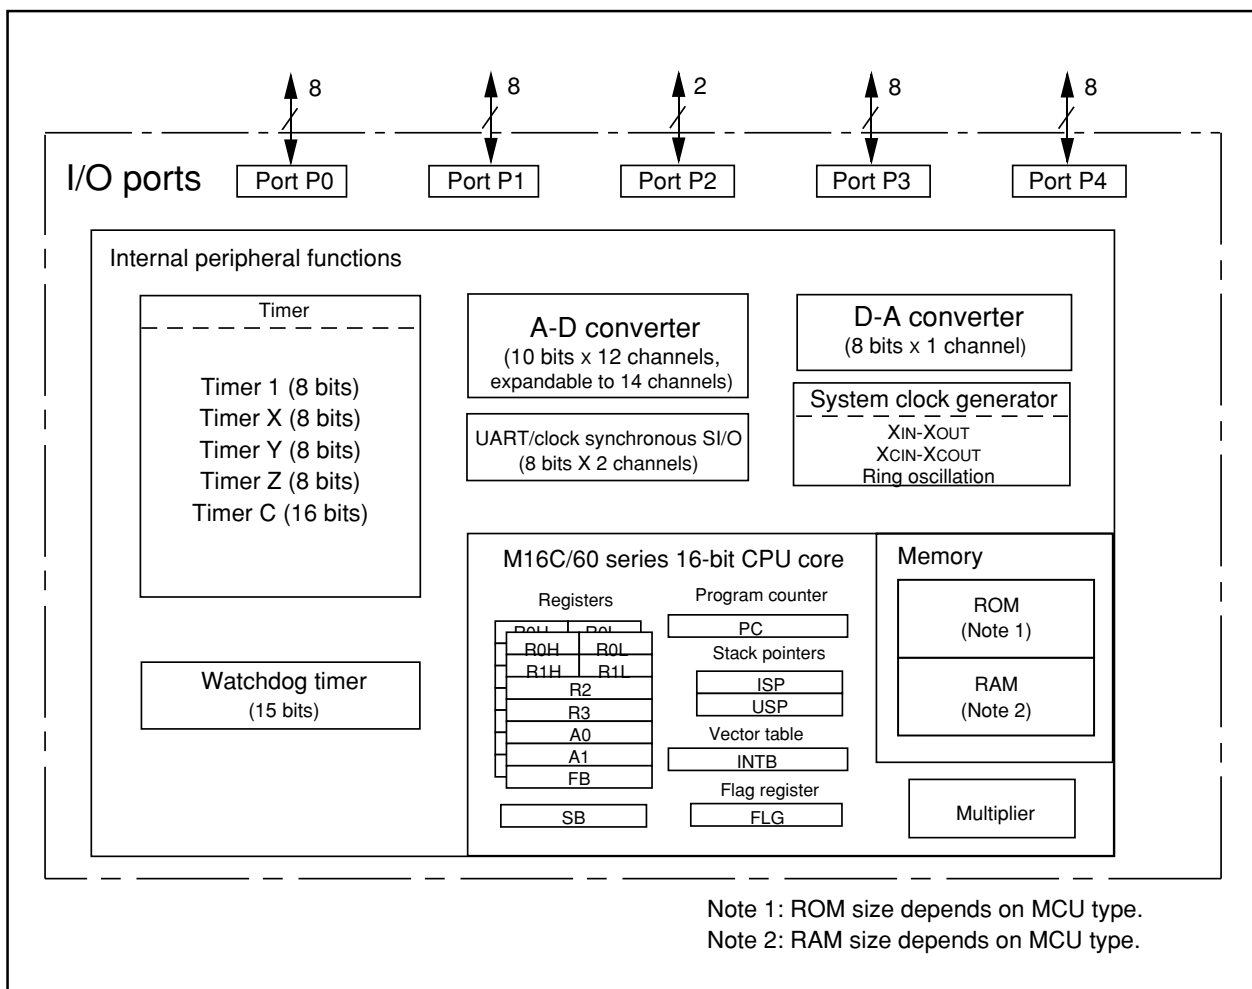 8
8
2
8
8
I/O ports
Port P0
Port P1
Port P2
Port P3
Port P4
Internal peripheral functions
Timer
Timer 1 (8 bits)
Timer X (8 bits)
Timer Y (8 bits)
Timer Z (8 bits)
Timer C (16 bits)
Watchdog timer
(15 bits)
A-D converter
(10 bits x 12 channels,
expandable to 14 channels)
UART/clock synchronous SI/O
(8 bits X 2 channels)
D-A converter
(8 bits x 1 channel)
System clock generator
XIN-XOUT
XCIN-XCOUT
Ring oscillation
M16C/60 series 16-bit CPU core
Registers
R0H R0L
R0H R0L
R1H R1L
R2
R3
A0
A1
FB
SB
Program counter
PC
Stack pointers
ISP
USP
Vector table
INTB
Flag register
FLG
Memory
ROM
(Note 1)
RAM
(Note 2)
Multiplier
Note 1: ROM size depends on MCU type.
Note 2: RAM size depends on MCU type.